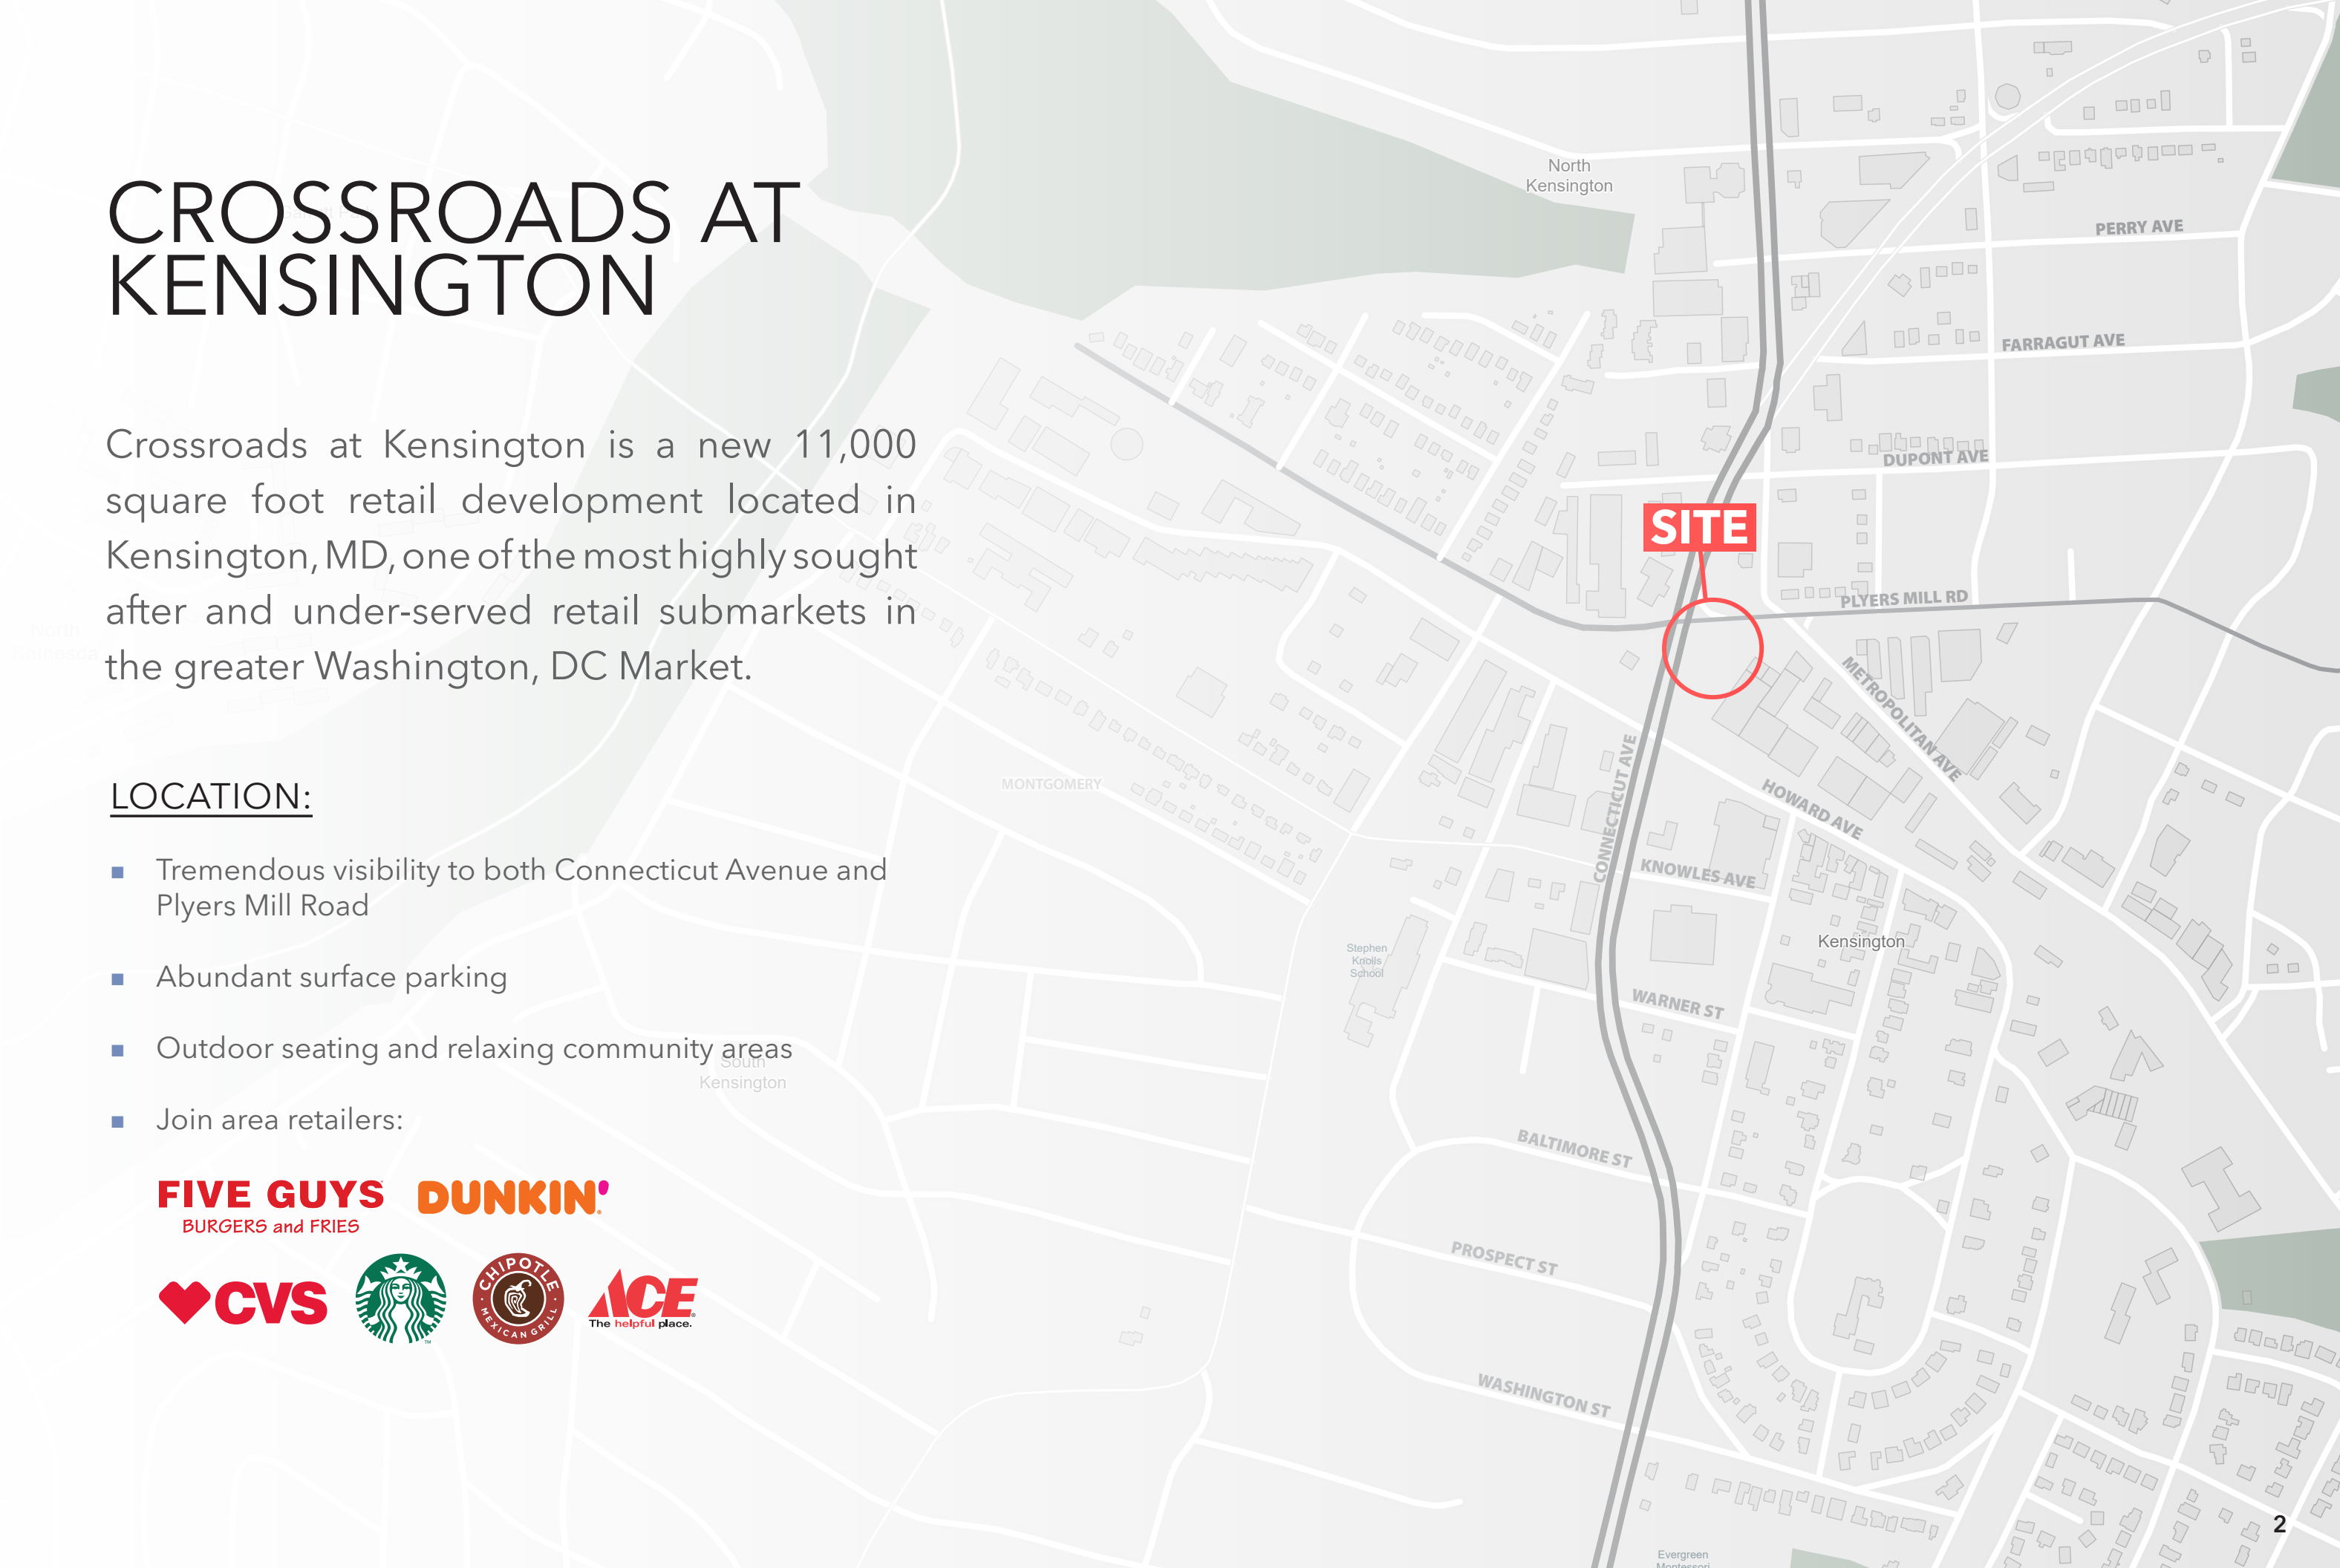 CROSSROADS AT
KENSINGTON
Crossroads at Kensington is a new 11,000
square foot retail development located in
Kensington, MD, one of the most highly sought
after and under-served retail submarkets in
the greater Washington, DC Market.
LOCATION:
Tremendous visibility to both Connecticut Avenue and
Plyers Mill Road
Abundant surface parking
Outdoor seating and relaxing community areas
Join area retailers:
FIVE GUYS
BURGERS and FRIES
DUNKIN'
CVS
CHIPOTLE
MEXICAN GRILL
ACE
The helpful place.
North
Kensington
PERRY AVE
FARRAGUT AVE
DUPONT AVE
SITE
PLYERS MILL RD
METROPOLITAN AVE
CONNECTICUT AVE
HOWARD AVE
MONTGOMERY
KNOWLES AVE
Kensington
Stephen
Knolls
School
WARNER ST
South
Kensington
BALTIMORE ST
PROSPECT ST
WASHINGTON ST
Evergreen
Montessori
North
2